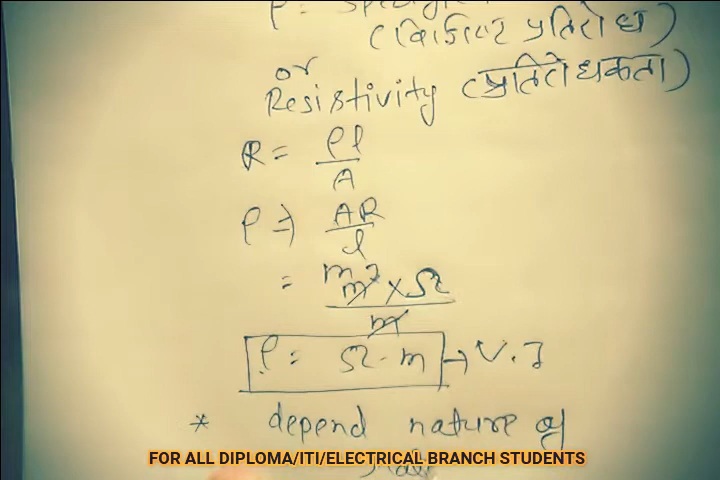 ρ = 
(विशिष्ट प्रतिरोध)
or
Resistivity (प्रतिरोधकता)
R = ρl/A
ρ ⇒ AR/l
= m m² × Ω / m
ρ = Ω-m → V.I
* depend nature of
FOR ALL DIPLOMA/ITI/ELECTRICAL BRANCH STUDENTS